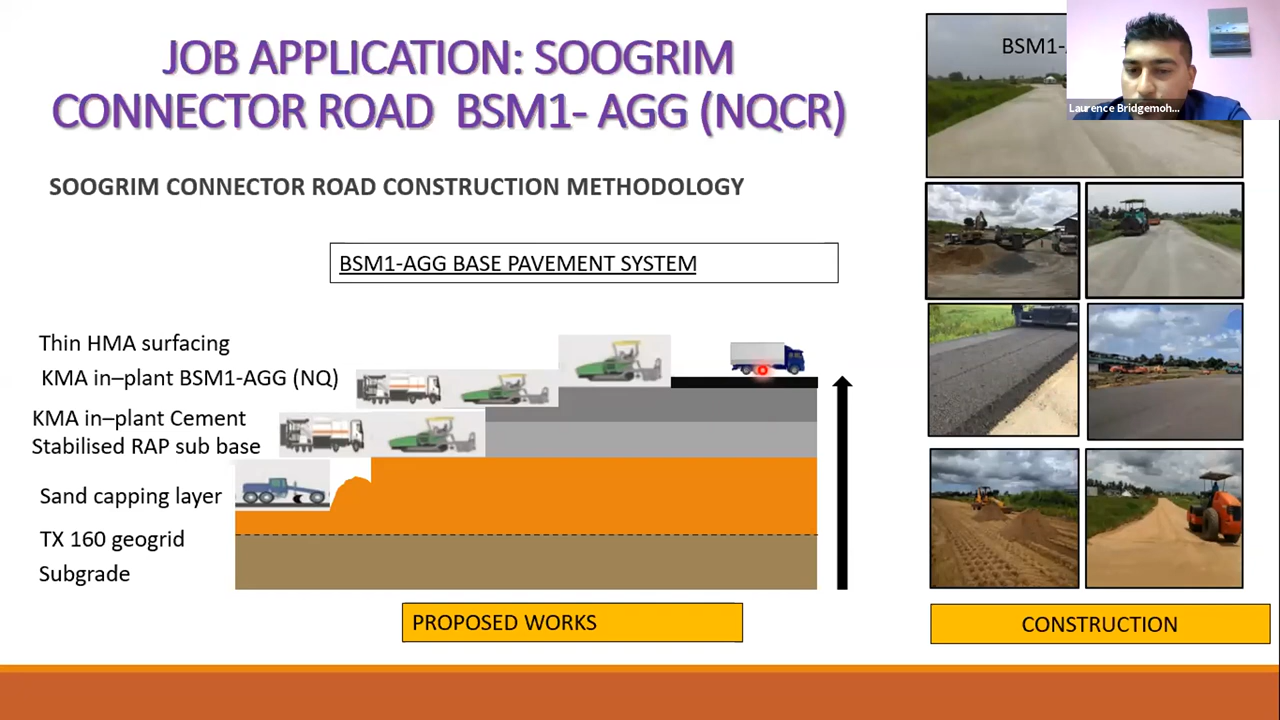 JOB APPLICATION: SOOGRIM
CONNECTOR ROAD BSM1- AGG (NQCR)
SOOGRIM CONNECTOR ROAD CONSTRUCTION METHODOLOGY
BSM1-AGG BASE PAVEMENT SYSTEM
Thin HMA surfacing
KMA in–plant BSM1-AGG (NQ)
KMA in–plant Cement
Stabilised RAP sub base
Sand capping layer
TX 160 geogrid
Subgrade
PROPOSED WORKS
BSM1-
Laurence Bridgemoh...
CONSTRUCTION